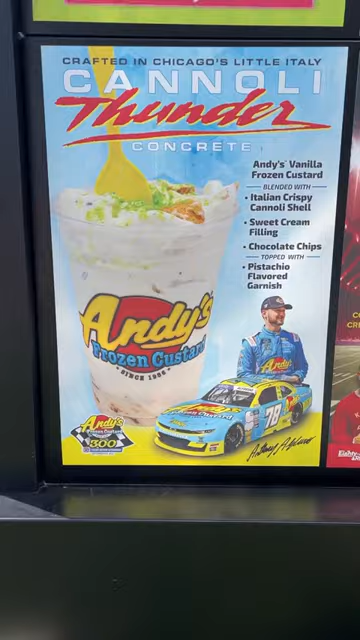 CRAFTED IN CHICAGO'S LITTLE ITALY
CANNOLI
Thunder
CONCRETE
Andy's Vanilla
Frozen Custard
BLENDED WITH
• Italian Crispy
Cannoli Shell
• Sweet Cream
Filling
• Chocolate Chips
TOPPED WITH
• Pistachio
Flavored
Garnish
Andy's
Frozen Custard
• SINCE 1986 •
Andy's
Frozen Custard
300
Andy's
78